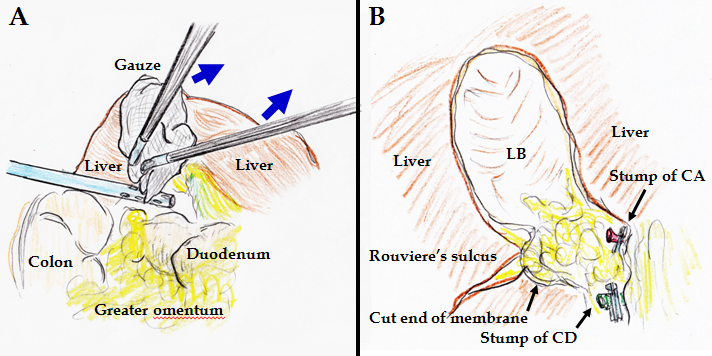 A
Gauze
Liver
Liver
Colon
Duodenum
Greater omentum
B
Liver
Liver
LB
Stump of CA
Rouviere's sulcus
Cut end of membrane
Stump of CD